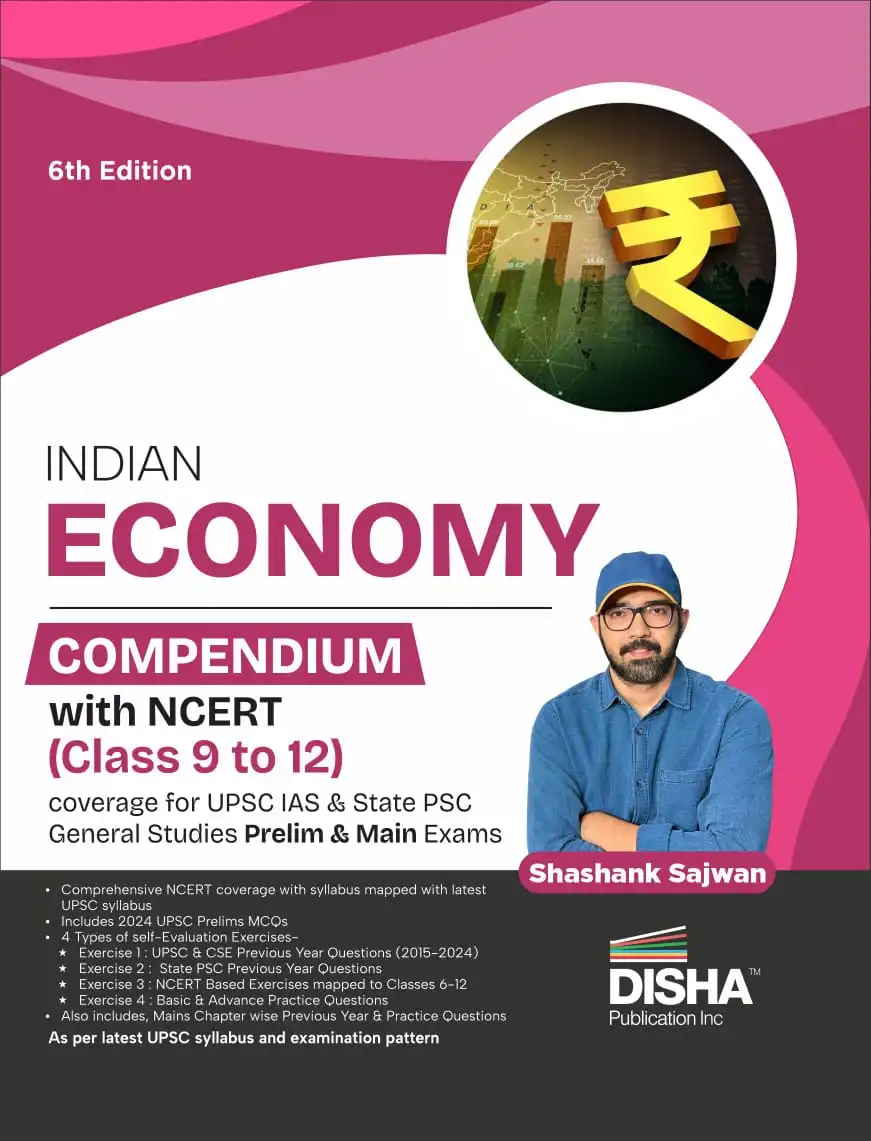 6th Edition
INDIAN
ECONOMY
COMPENDIUM
with NCERT
(Class 9 to 12)
coverage for UPSC IAS & State PSC
General Studies Prelim & Main Exams
Shashank Sajwan
• Comprehensive NCERT coverage with syllabus mapped with latest
UPSC syllabus
• Includes 2024 UPSC Prelims MCQs
• 4 Types of self-Evaluation Exercises-
★ Exercise 1 : UPSC & CSE Previous Year Questions (2015-2024)
★ Exercise 2 : State PSC Previous Year Questions
★ Exercise 3 : NCERT Based Exercises mapped to Classes 6-12
★ Exercise 4 : Basic & Advance Practice Questions
• Also includes, Mains Chapter wise Previous Year & Practice Questions
As per latest UPSC syllabus and examination pattern
DISHA™
Publication Inc